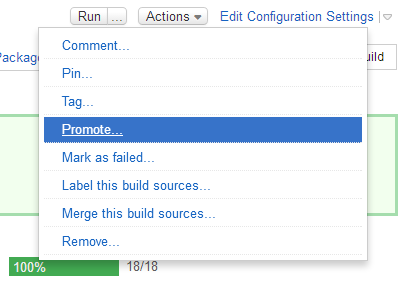 Run ... Actions Edit Configuration Settings
Package
uild
Comment...
Pin...
Tag...
Promote...
Mark as failed...
Label this build sources...
Merge this build sources...
Remove...
100% 18/18